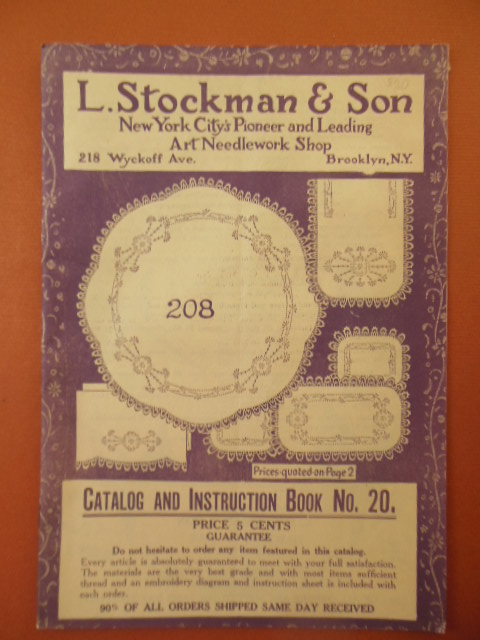 L. Stockman & Son
New York City's Pioneer and Leading
Art Needlework Shop
218 Wyckoff Ave. Brooklyn, N.Y.
208
Prices quoted on Page 2
CATALOG AND INSTRUCTION BOOK No. 20.
PRICE 5 CENTS
GUARANTEE
Do not hesitate to order any item featured in this catalog.
Every article is absolutely guaranteed to meet with your full satisfaction.
The materials are the very best grade and with most items sufficient
thread and an embroidery diagram and instruction sheet is included with
each order.
90% OF ALL ORDERS SHIPPED SAME DAY RECEIVED